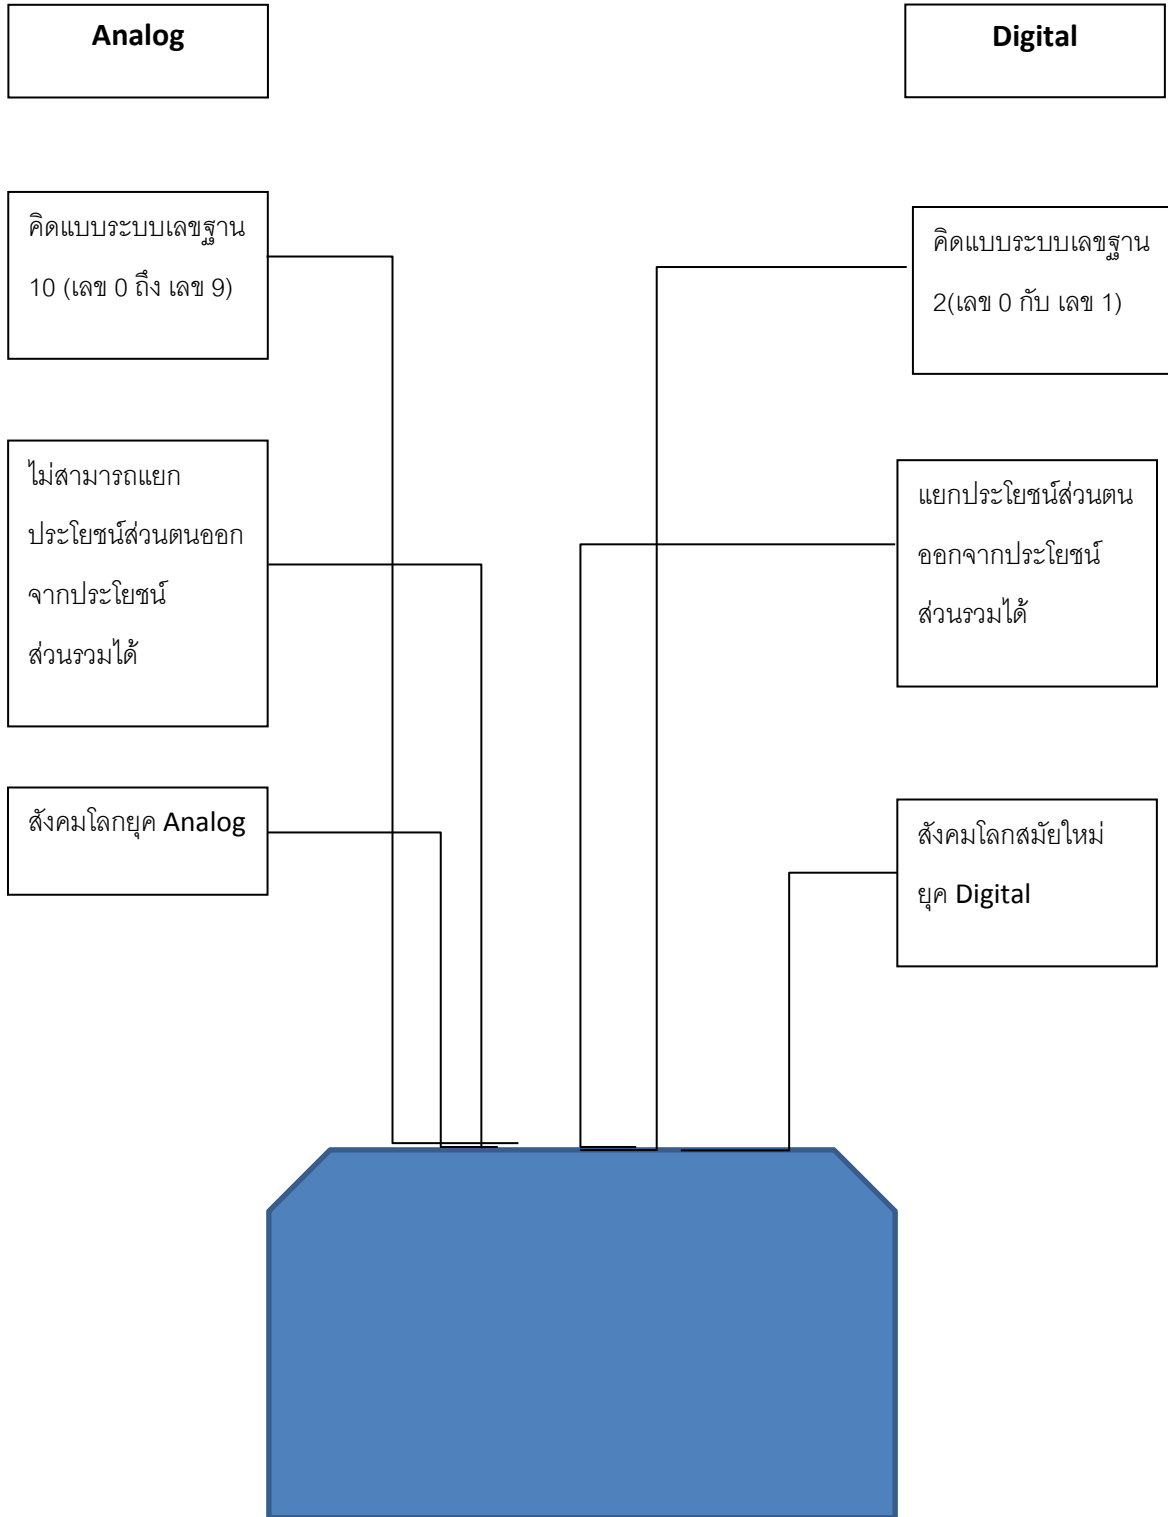 Analog
Digital
คิดแบบระบบเลขฐาน
10 (เลข 0 ถึง เลข 9)
คิดแบบระบบเลขฐาน
2(เลข 0 กับ เลข 1)
ไม่สามารถแยก
ประโยชน์ส่วนตนออก
จากประโยชน์
ส่วนรวมได้
แยกประโยชน์ส่วนตน
ออกจากประโยชน์
ส่วนรวมได้
สังคมโลกยุค Analog
สังคมโลกสมัยใหม่
ยุค Digital